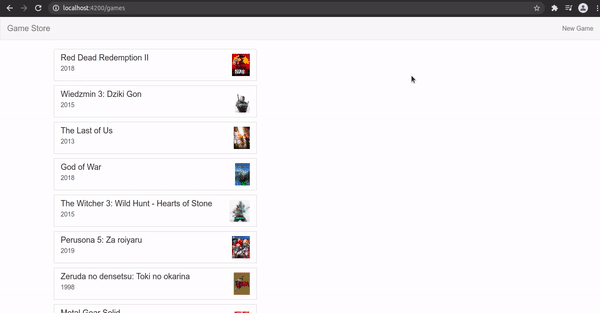 localhost:4200/games
Game Store
New Game
Red Dead Redemption II
2018
Wiedzmin 3: Dziki Gon
2015
The Last of Us
2013
God of War
2018
The Witcher 3: Wild Hunt - Hearts of Stone
2015
Perusona 5: Za roiyaru
2019
Zeruda no densetsu: Toki no okarina
1998
Metal Gear Solid